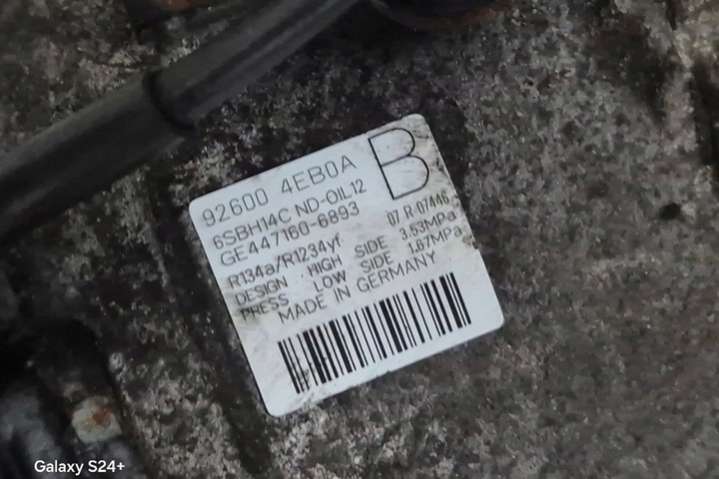 92600 4EB0A B
6SBH14C ND-OIL12
GE447160-6893
R134a/R1234yf 07.R-07446
DESIGN HIGH SIDE 3.53MPa
PRESS LOW SIDE 1.87MPa
MADE IN GERMANY
Galaxy S24+